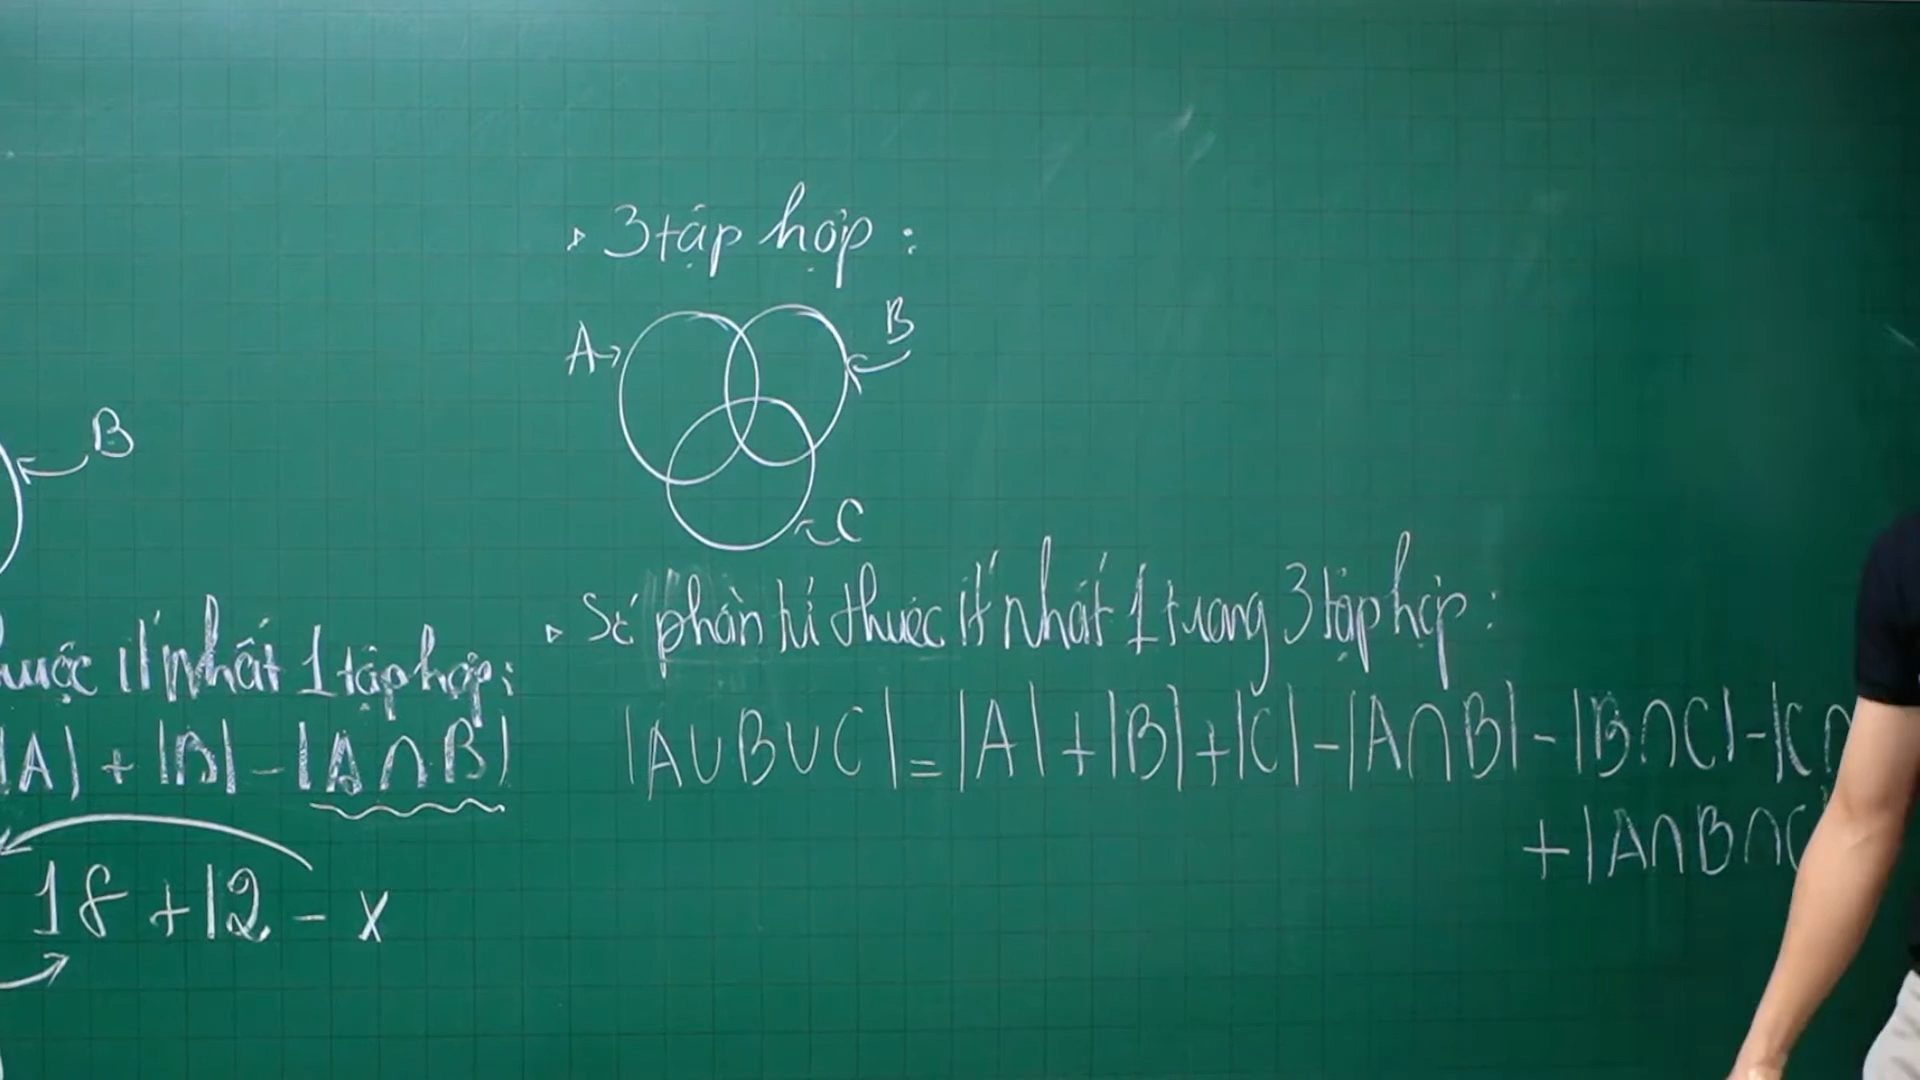 B
huộc ít nhất 1 tập hợp:
|A| + |B| - |A∩B|
18 + 12 - x
▹ 3 tập hợp:
A
B
C
▹ Số phần tử thuộc ít nhất 1 trong 3 tập hợp:
|A∪B∪C| = |A| + |B| + |C| - |A∩B| - |B∩C| - |C∩
+ |A∩B∩C